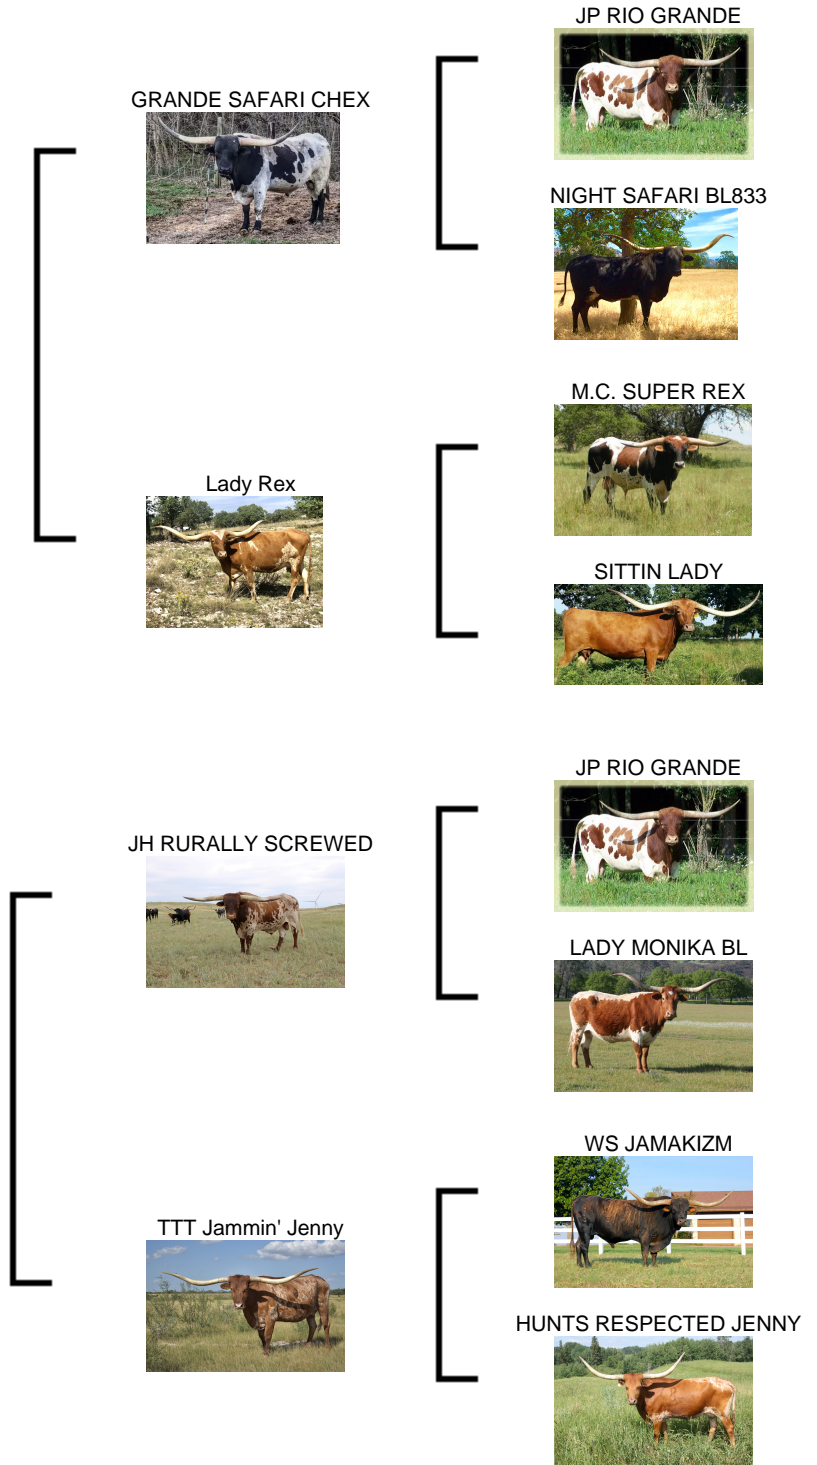 JP RIO GRANDE
GRANDE SAFARI CHEX
NIGHT SAFARI BL833
M.C. SUPER REX
Lady Rex
SITTIN LADY
JP RIO GRANDE
JH RURALLY SCREWED
LADY MONIKA BL
WS JAMAKIZM
TTT Jammin' Jenny
HUNTS RESPECTED JENNY